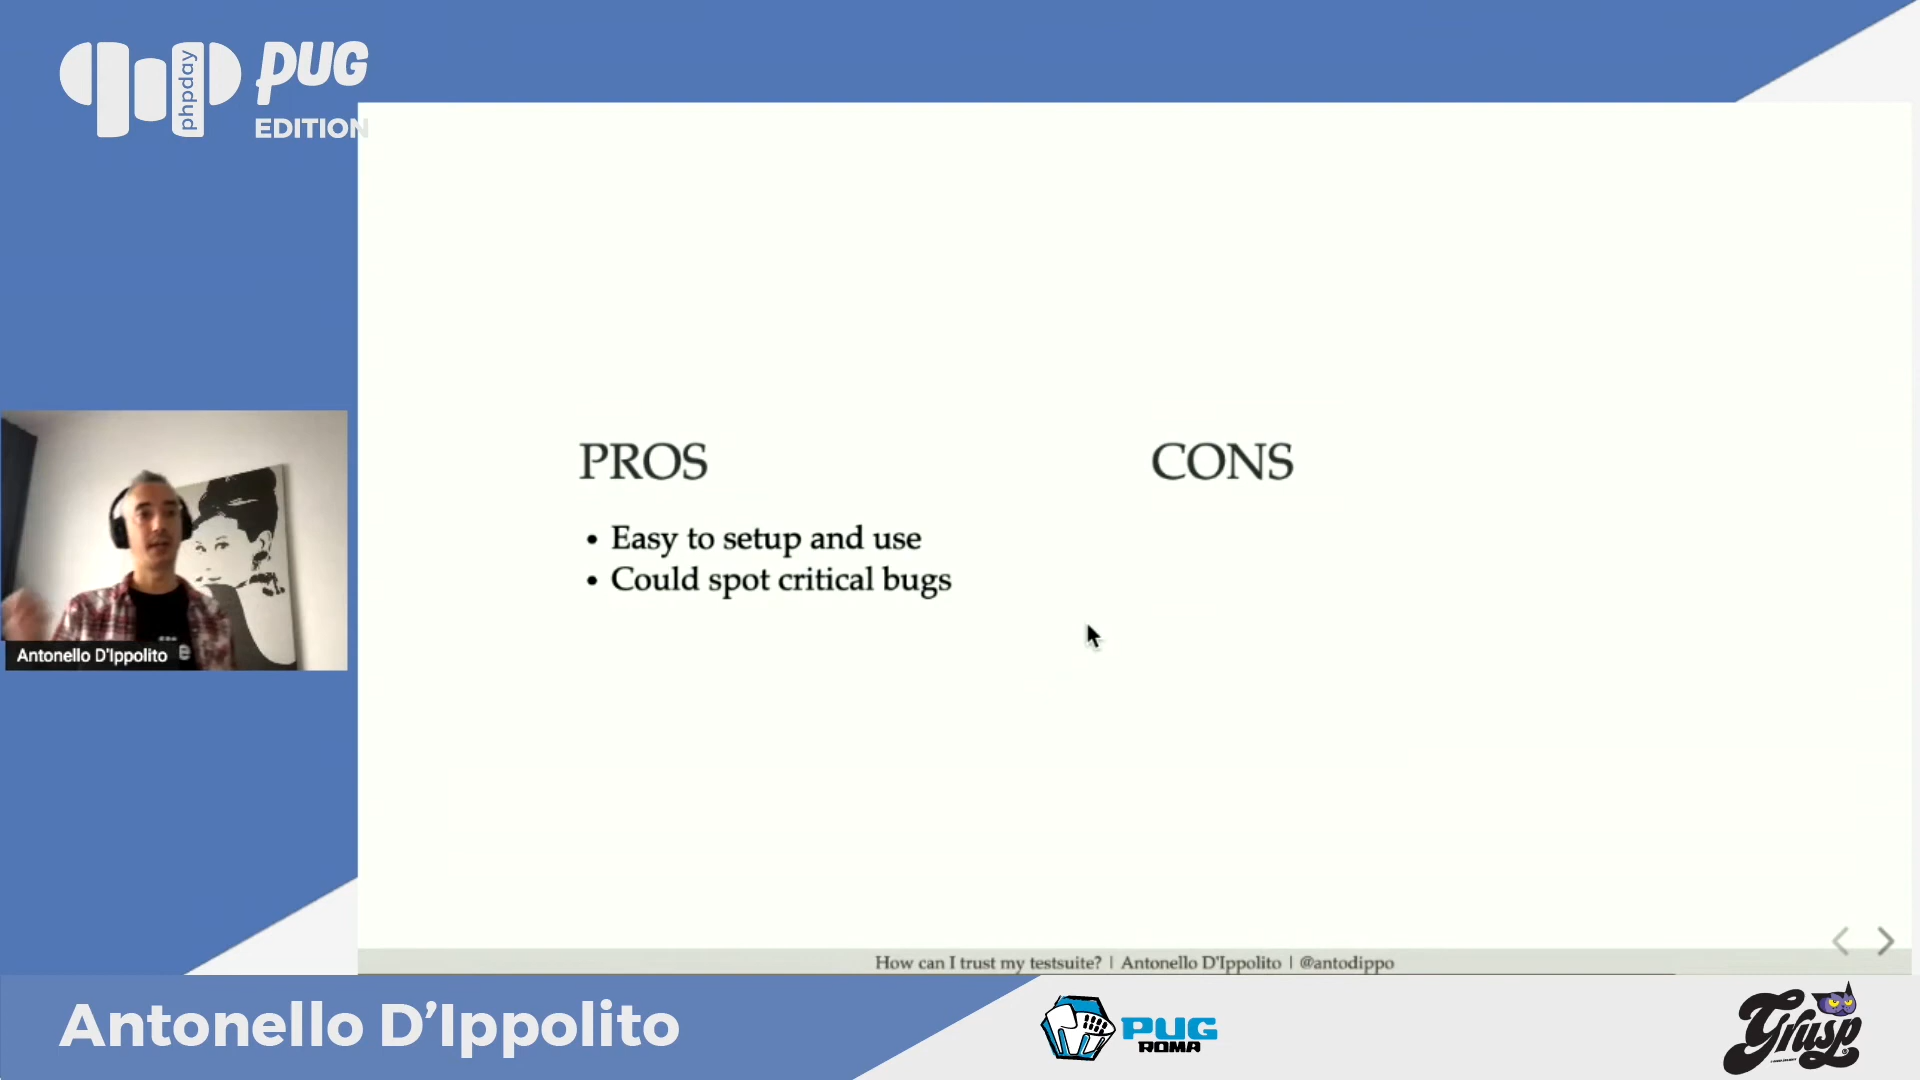 phpday
PUG
EDITION
PROS
CONS
• Easy to setup and use
• Could spot critical bugs
Antonello D'Ippolito
How can I trust my testsuite? | Antonello D'Ippolito | @antodippo
Antonello D’Ippolito
PUG
ROMA
Grusp